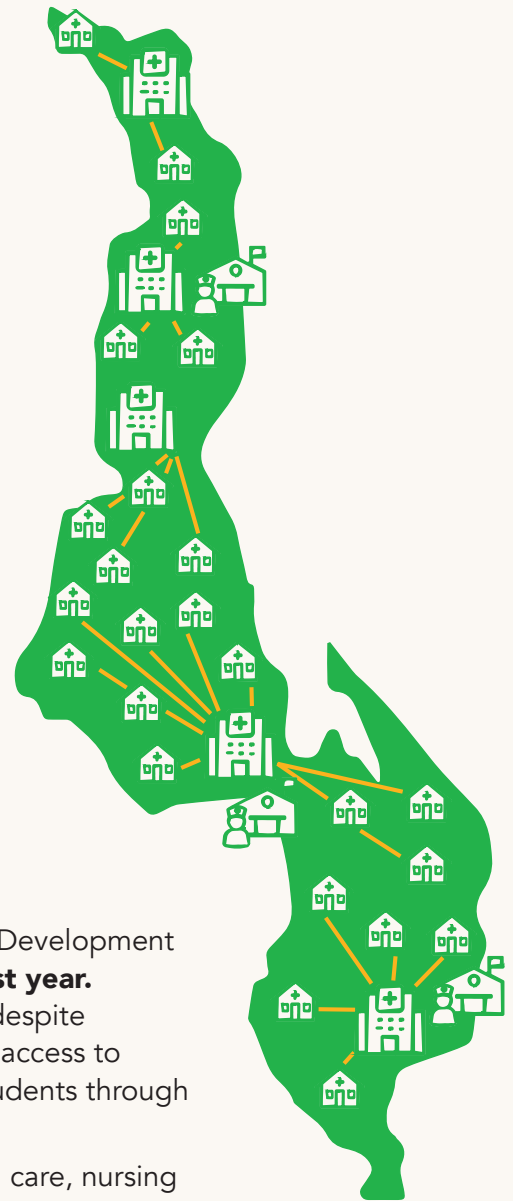 Development
st year.
despite
access to
udents through
care, nursing